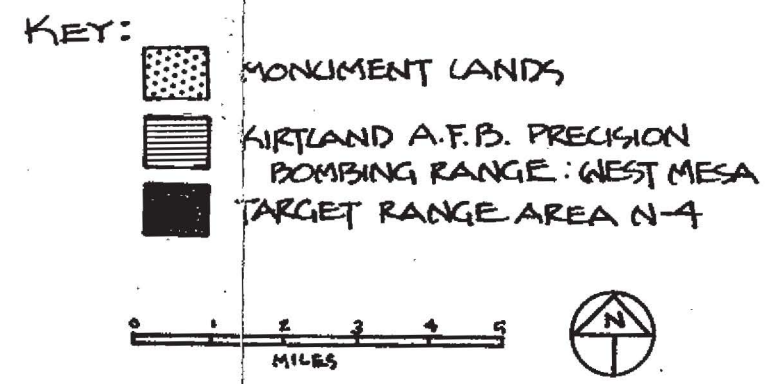 KEY:
MONUMENT LANDS
KIRTLAND A.F.B. PRECISION
BOMBING RANGE: WEST MESA
TARGET RANGE AREA N-4
0 1 2 3 4 5
MILES
N